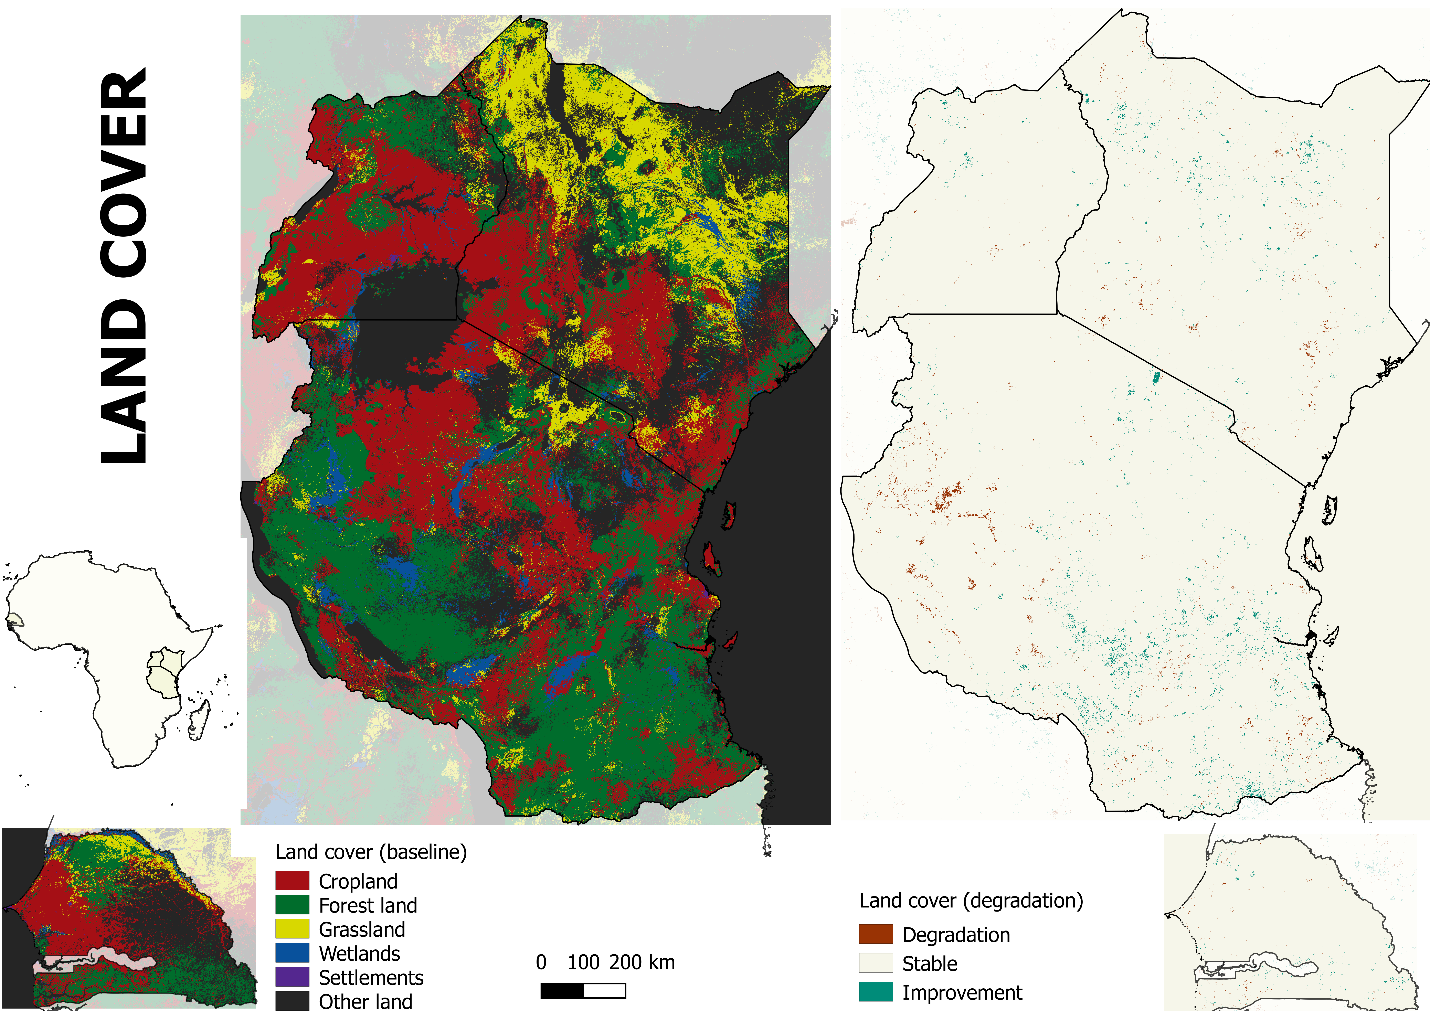 LAND COVER
Land cover (baseline)
Cropland
Forest land
Grassland
Wetlands
Settlements
Other land
0 100 200 km
Land cover (degradation)
Degradation
Stable
Improvement